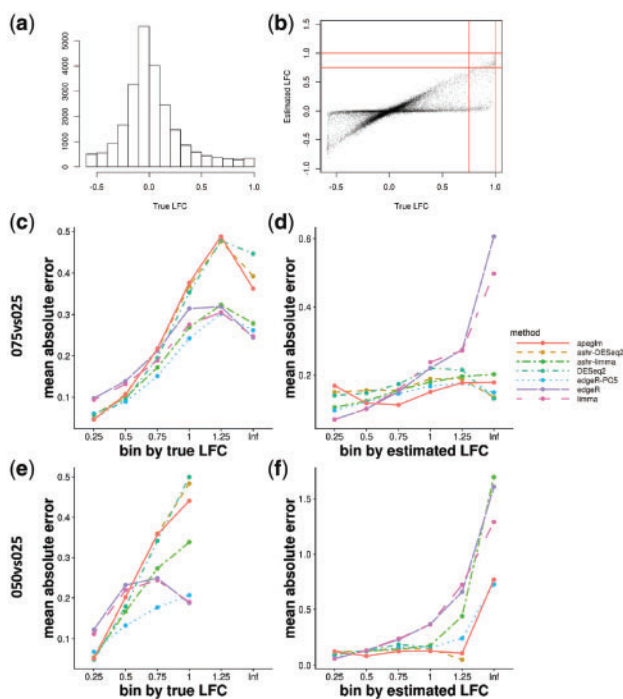 (a)
5000
4000
3000
2000
1000
0
-0.5
0.0
0.5
1.0
True LFC
(b)
Estimated LFC
1.5
1.0
0.5
0.0
-0.5
-1.0
-0.5
0.0
0.5
1.0
True LFC
(c)
075vs025
mean absolute error
0.5
0.4
0.3
0.2
0.1
0.25
0.5
0.75
1
1.25
Inf
bin by true LFC
(d)
mean absolute error
0.6
0.4
0.2
0.25
0.5
0.75
1
1.25
Inf
bin by estimated LFC
method
apeglm
ashr-DESeq2
ashr-limma
DESeq2
edgeR-PC5
edgeR
limma
(e)
050vs025
mean absolute error
0.5
0.4
0.3
0.2
0.1
0.25
0.5
0.75
1
Inf
bin by true LFC
(f)
mean absolute error
1.5
1.0
0.5
0.0
0.25
0.5
0.75
1
1.25
Inf
bin by estimated LFC